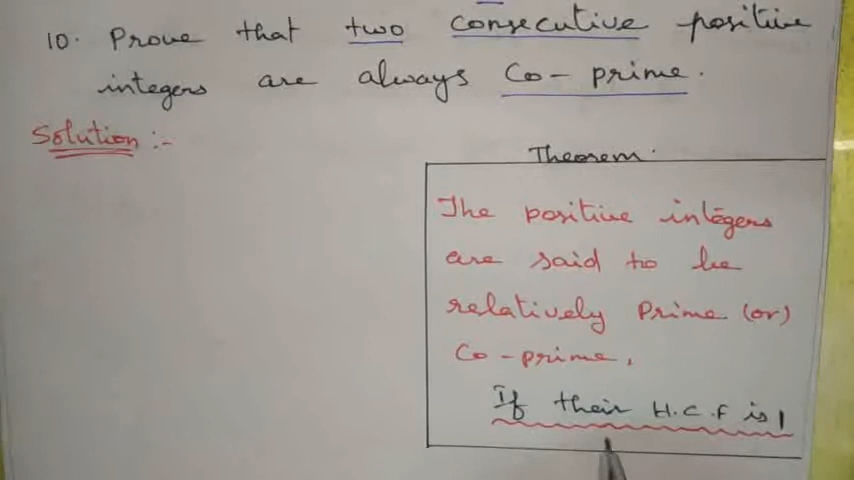 10. Prove that two consecutive positive
integers are always Co-prime.
Solution :-
Theorem.
The positive integers
are said to be
relatively Prime (or)
Co-prime,
If their H.C.F is 1